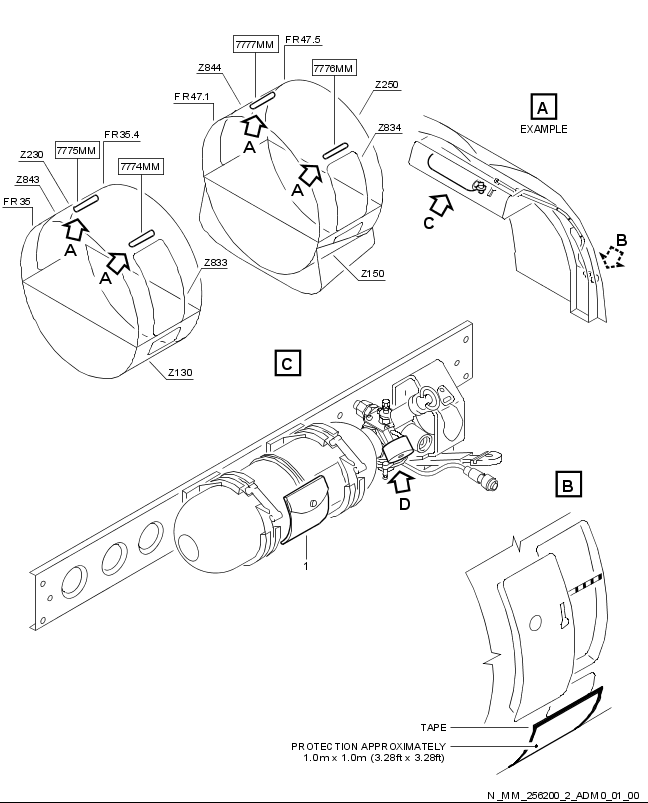 7777MM
FR47.5
Z844
7776MM
Z250
FR47.1
A
EXAMPLE
FR35.4
Z834
Z230
7775MM
A
7774MM
Z843
A
C
FR35
B
A
A
Z833
Z150
Z130
C
D
B
1
TAPE
PROTECTION APPROXIMATELY
1.0m x 1.0m (3.28ft x 3.28ft)
N_MM_256200_2_ADM0_01_00